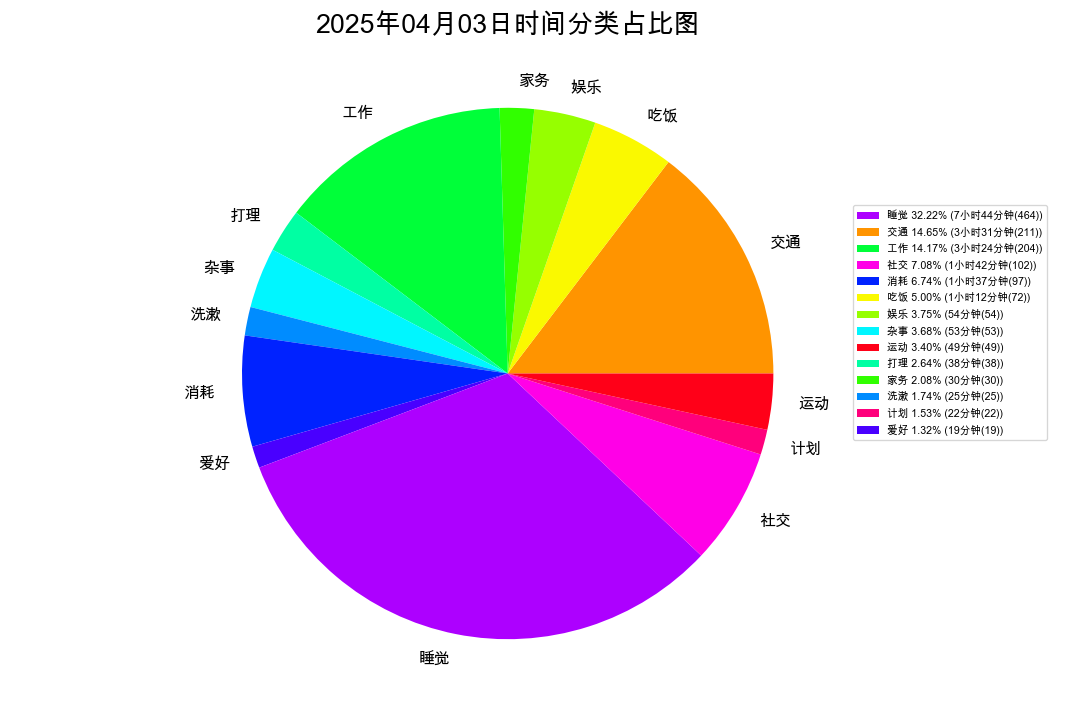 2025年04月03日时间分类占比图
家务
娱乐
工作
吃饭
打理
交通
杂事
洗漱
消耗
运动
计划
爱好
社交
睡觉
睡觉 32.22% (7小时44分钟(464))
交通 14.65% (3小时31分钟(211))
工作 14.17% (3小时24分钟(204))
社交 7.08% (1小时42分钟(102))
消耗 6.74% (1小时37分钟(97))
吃饭 5.00% (1小时12分钟(72))
娱乐 3.75% (54分钟(54))
杂事 3.68% (53分钟(53))
运动 3.40% (49分钟(49))
打理 2.64% (38分钟(38))
家务 2.08% (30分钟(30))
洗漱 1.74% (25分钟(25))
计划 1.53% (22分钟(22))
爱好 1.32% (19分钟(19))